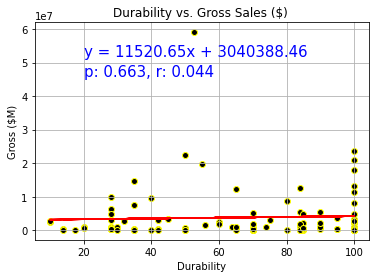 Durability vs. Gross Sales ($)
1e7
y = 11520.65x + 3040388.46
p: 0.663, r: 0.044
6
5
4
3
2
1
0
Gross ($M)
20 40 60 80 100
Durability